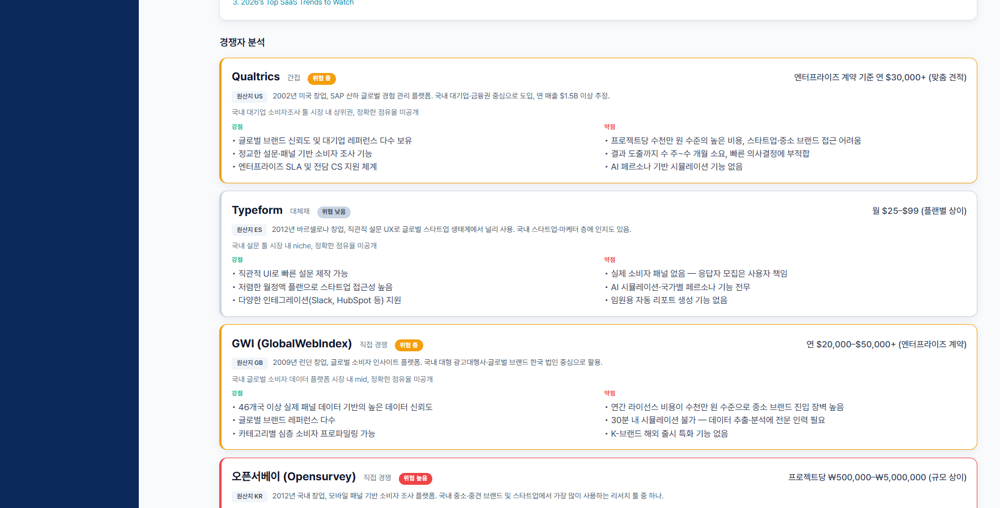 3. 2026's Top SaaS Trends to Watch
경쟁자 분석
Qualtrics 간접 위협 중 엔터프라이즈 계약 기준 연 $30,000+ (맞춤 견적)
원산지 US 2002년 미국 창업, SAP 산하 글로벌 경험 관리 플랫폼. 국내 대기업·금융권 중심으로 도입, 연 매출 $1.5B 이상 추정.
국내 대기업 소비자조사 툴 시장 내 상위권, 정확한 점유율 미공개
강점
• 글로벌 브랜드 신뢰도 및 대기업 레퍼런스 다수 보유
• 정교한 설문·패널 기반 소비자 조사 기능
• 엔터프라이즈 SLA 및 전담 CS 지원 체계
약점
• 프로젝트당 수천만 원 수준의 높은 비용, 스타트업·중소 브랜드 접근 어려움
• 결과 도출까지 수 주~수 개월 소요, 빠른 의사결정에 부적합
• AI 페르소나 기반 시뮬레이션 기능 없음
Typeform 대체재 위협 낮음 월 $25–$99 (플랜별 상이)
원산지 ES 2012년 바르셀로나 창업, 직관적 설문 UX로 글로벌 스타트업 생태계에서 널리 사용. 국내 스타트업·마케터 층에 인지도 있음.
국내 설문 툴 시장 내 niche, 정확한 점유율 미공개
강점
• 직관적 UI로 빠른 설문 제작 가능
• 저렴한 월정액 플랜으로 스타트업 접근성 높음
• 다양한 인테그레이션(Slack, HubSpot 등) 지원
약점
• 실제 소비자 패널 없음 — 응답자 모집은 사용자 책임
• AI 시뮬레이션·국가별 페르소나 기능 전무
• 임원용 자동 리포트 생성 기능 없음
GWI (GlobalWebIndex) 직접 경쟁 위협 중 연 $20,000–$50,000+ (엔터프라이즈 계약)
원산지 GB 2009년 런던 창업, 글로벌 소비자 인사이트 플랫폼. 국내 대형 광고대행사·글로벌 브랜드 한국 법인 중심으로 활용.
국내 글로벌 소비자 데이터 플랫폼 시장 내 mid, 정확한 점유율 미공개
강점
• 46개국 이상 실제 패널 데이터 기반의 높은 데이터 신뢰도
• 글로벌 브랜드 레퍼런스 다수
• 카테고리별 심층 소비자 프로파일링 가능
약점
• 연간 라이선스 비용이 수천만 원 수준으로 중소 브랜드 진입 장벽 높음
• 30분 내 시뮬레이션 불가 — 데이터 추출·분석에 전문 인력 필요
• K-브랜드 해외 출시 특화 기능 없음
오픈서베이 (Opensurvey) 직접 경쟁 위협 높음 프로젝트당 ₩500,000–₩5,000,000 (규모 상이)
원산지 KR 2012년 국내 창업, 모바일 패널 기반 소비자 조사 플랫폼. 국내 중소·중견 브랜드 및 스타트업에서 가장 많이 사용하는 리서치 툴 중 하나.